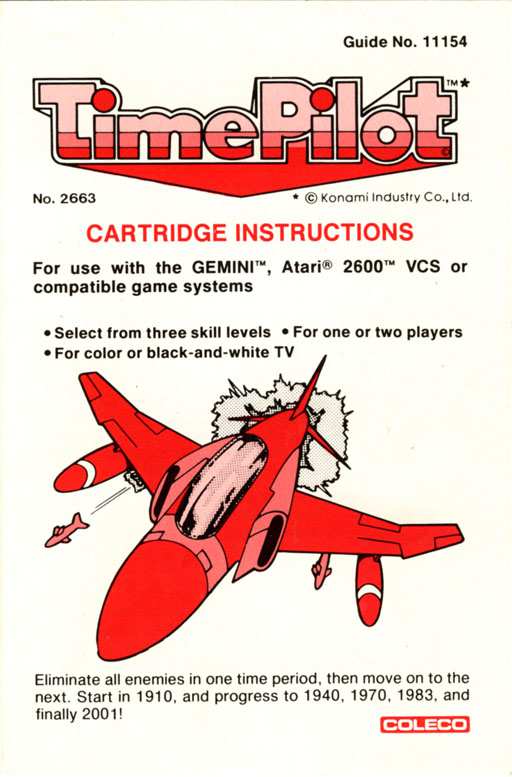 Guide No. 11154
Time Pilot ™*
©
No. 2663
* © Konami Industry Co., Ltd.
CARTRIDGE INSTRUCTIONS
For use with the GEMINI™, Atari® 2600™ VCS or
compatible game systems
• Select from three skill levels • For one or two players
• For color or black-and-white TV
Eliminate all enemies in one time period, then move on to the
next. Start in 1910, and progress to 1940, 1970, 1983, and
finally 2001!
COLECO